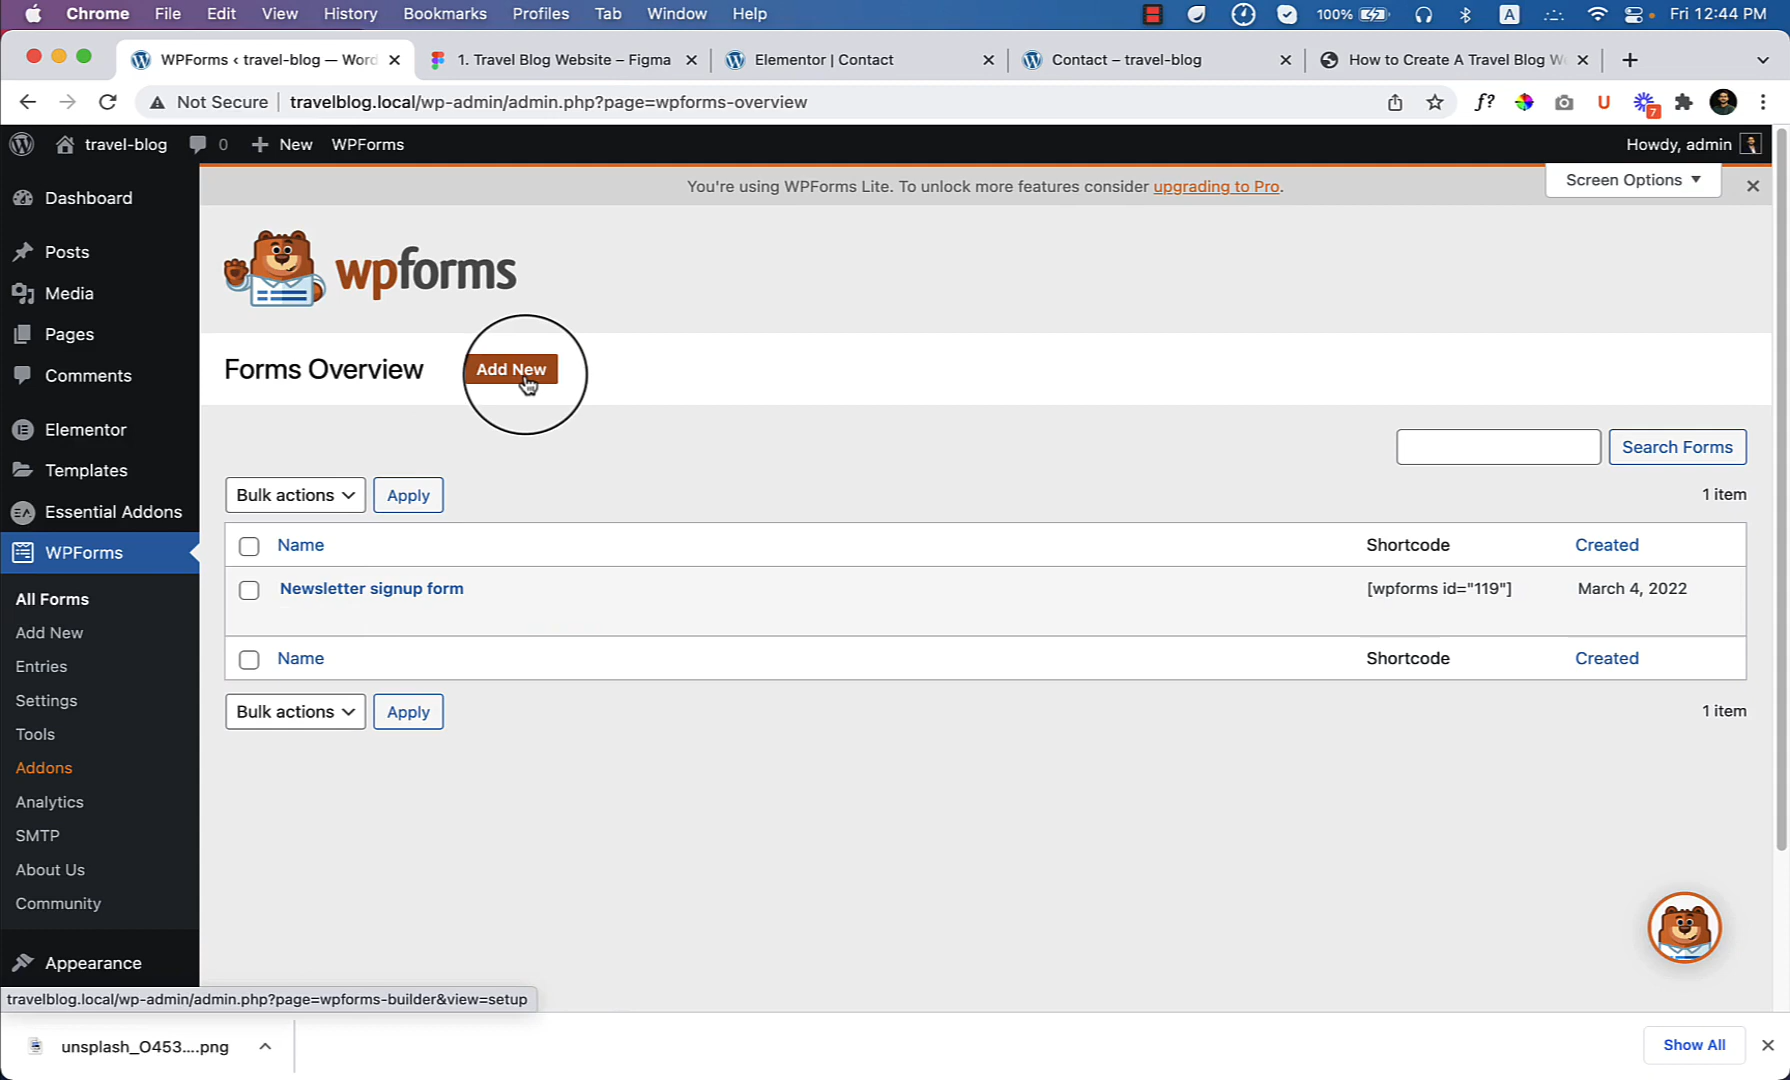 Chrome File Edit View History Bookmarks Profiles Tab Window Help 100% A Fri 12:44 PM
WPForms ‹ travel-blog — Word
1. Travel Blog Website – Figma
Elementor | Contact
Contact – travel-blog
How to Create A Travel Blog W
Not Secure travelblog.local/wp-admin/admin.php?page=wpforms-overview f? U 7
travel-blog 0 New WPForms Howdy, admin
You're using WPForms Lite. To unlock more features consider upgrading to Pro.
Screen Options
Dashboard
Posts
Media
Pages
Comments
Elementor
Templates
EA Essential Addons
WPForms
All Forms
Add New
Entries
Settings
Tools
Addons
Analytics
SMTP
About Us
Community
Appearance
wpforms
Forms Overview Add New
Search Forms
Bulk actions Apply 1 item
Name Shortcode Created
Newsletter signup form [wpforms id="119"] March 4, 2022
Name Shortcode Created
Bulk actions Apply 1 item
travelblog.local/wp-admin/admin.php?page=wpforms-builder&view=setup
unsplash_O453....png Show All